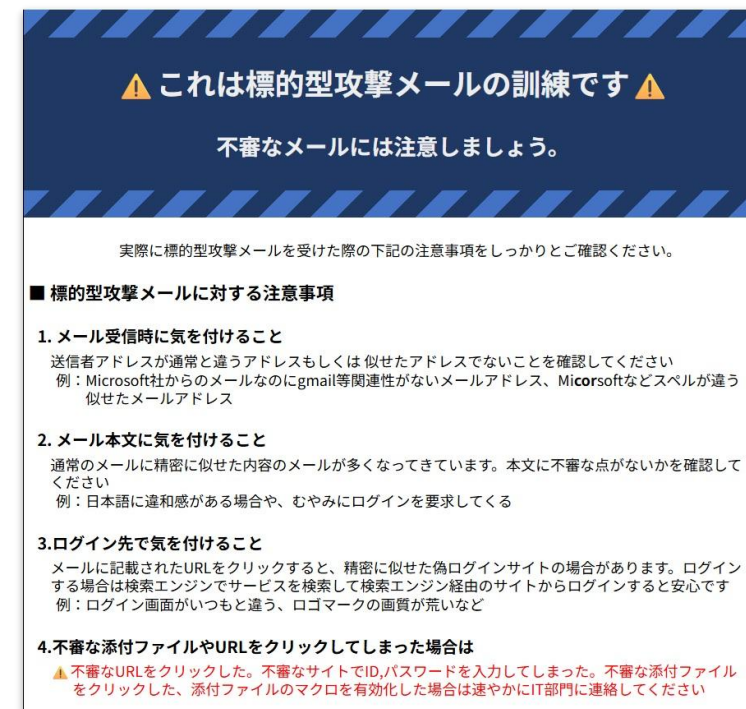 ⚠これは標的型攻撃メールの訓練です⚠
不審なメールには注意しましょう。
実際に標的型攻撃メールを受けた際の下記の注意事項をしっかりとご確認ください。
■ 標的型攻撃メールに対する注意事項
1. メール受信時に気を付けること
送信者アドレスが通常と違うアドレスもしくは 似せたアドレスでないことを確認してください
例：Microsoft社からのメールなのにgmail等関連性がないメールアドレス、Micorsoftなどスペルが違う
似せたメールアドレス
2. メール本文に気を付けること
通常のメールに精密に似せた内容のメールが多くなってきています。本文に不審な点がないかを確認して
ください
例：日本語に違和感がある場合や、むやみにログインを要求してくる
3.ログイン先で気を付けること
メールに記載されたURLをクリックすると、精密に似せた偽ログインサイトの場合があります。ログイン
する場合は検索エンジンでサービスを検索して検索エンジン経由のサイトからログインすると安心です
例：ログイン画面がいつもと違う、ロゴマークの画質が荒いなど
4.不審な添付ファイルやURLをクリックしてしまった場合は
⚠不審なURLをクリックした。不審なサイトでID,パスワードを入力してしまった。不審な添付ファイル
をクリックした、添付ファイルのマクロを有効化した場合は速やかにIT部門に連絡してください